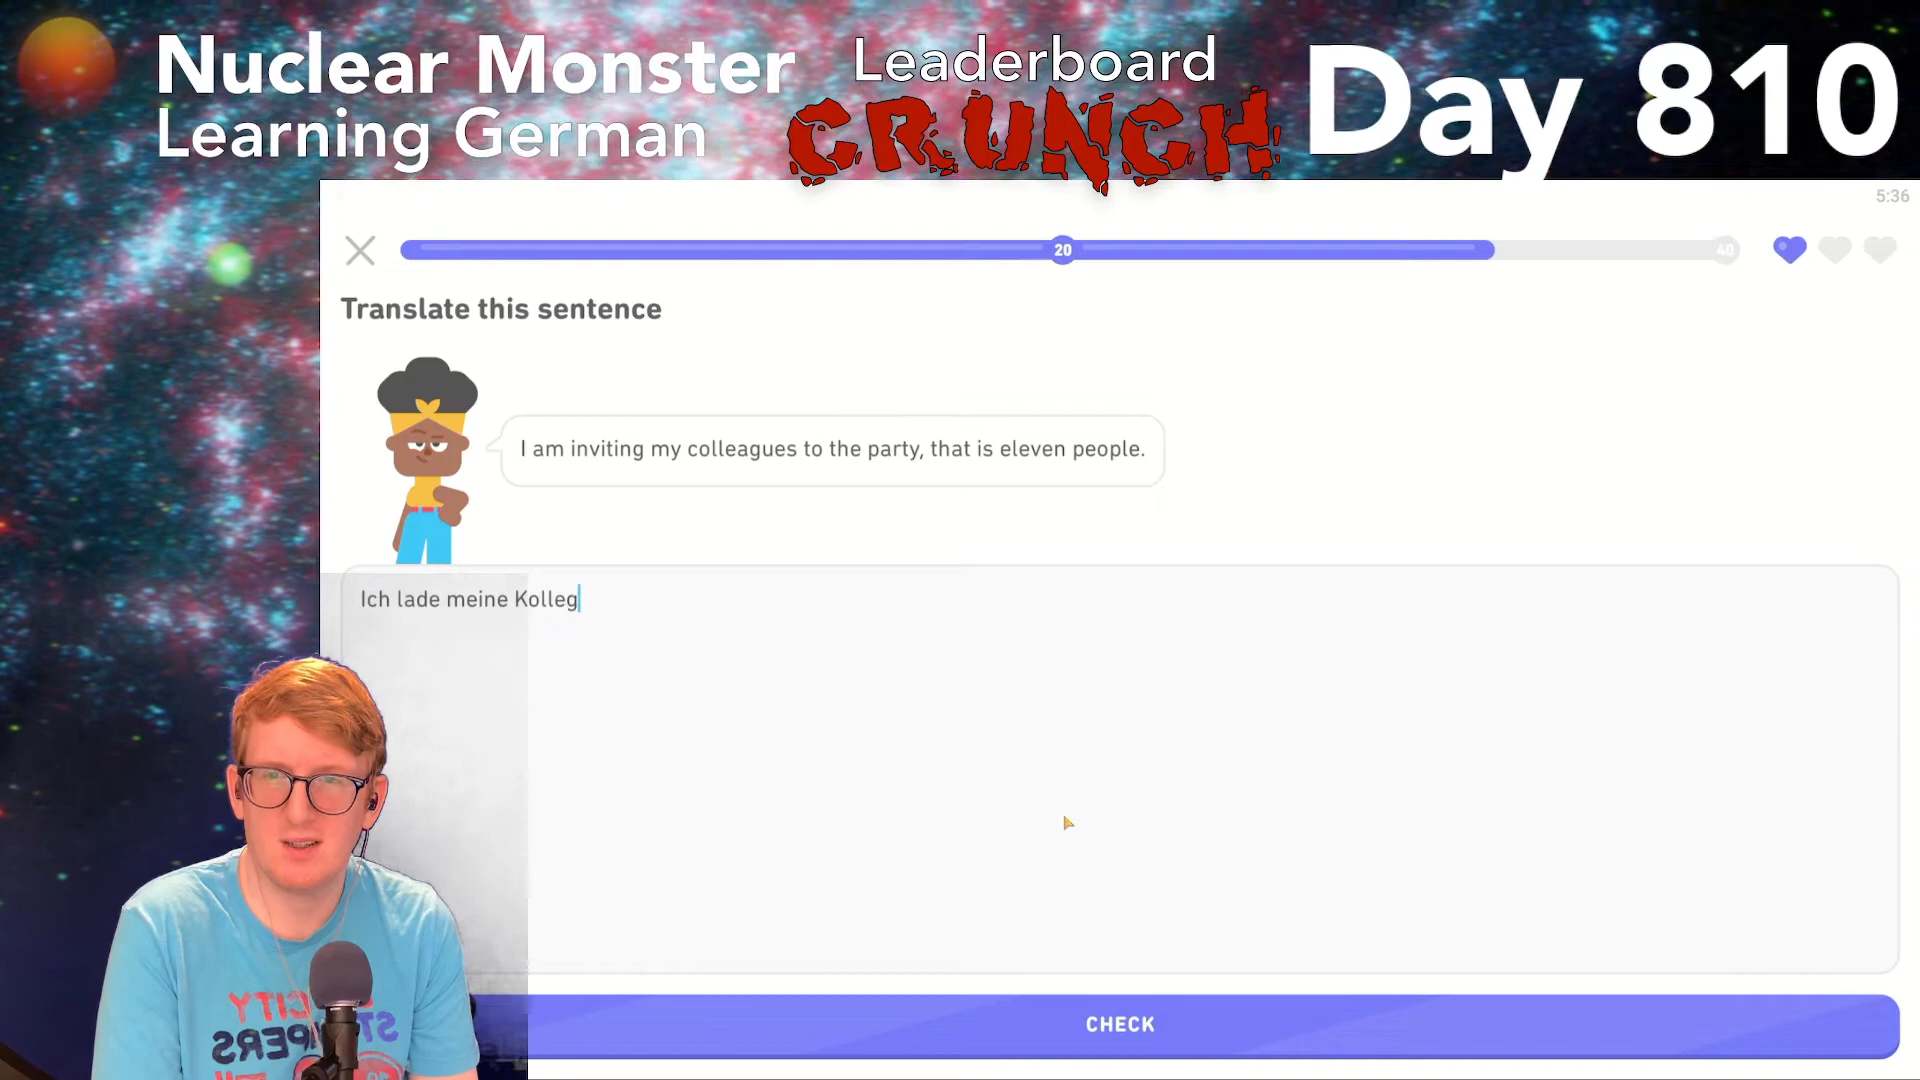 Nuclear Monster
Learning German
Leaderboard
CRUNCH
Day 810
5:36
20
40
Translate this sentence
I am inviting my colleagues to the party, that is eleven people.
Ich lade meine Kolleg
CHECK